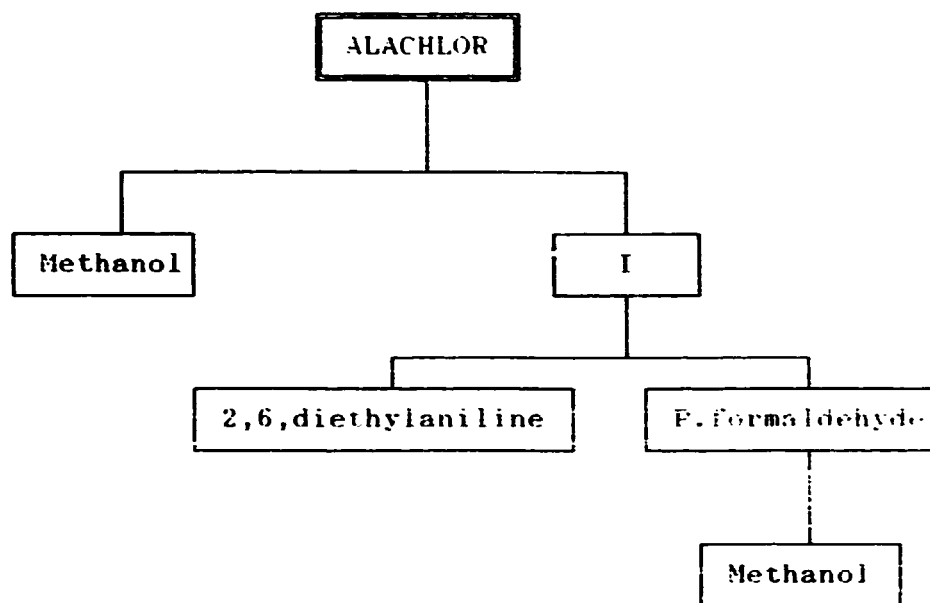 ALACHLOR
Methanol
I
2,6,diethylaniline
P.formaldehyde
Methanol